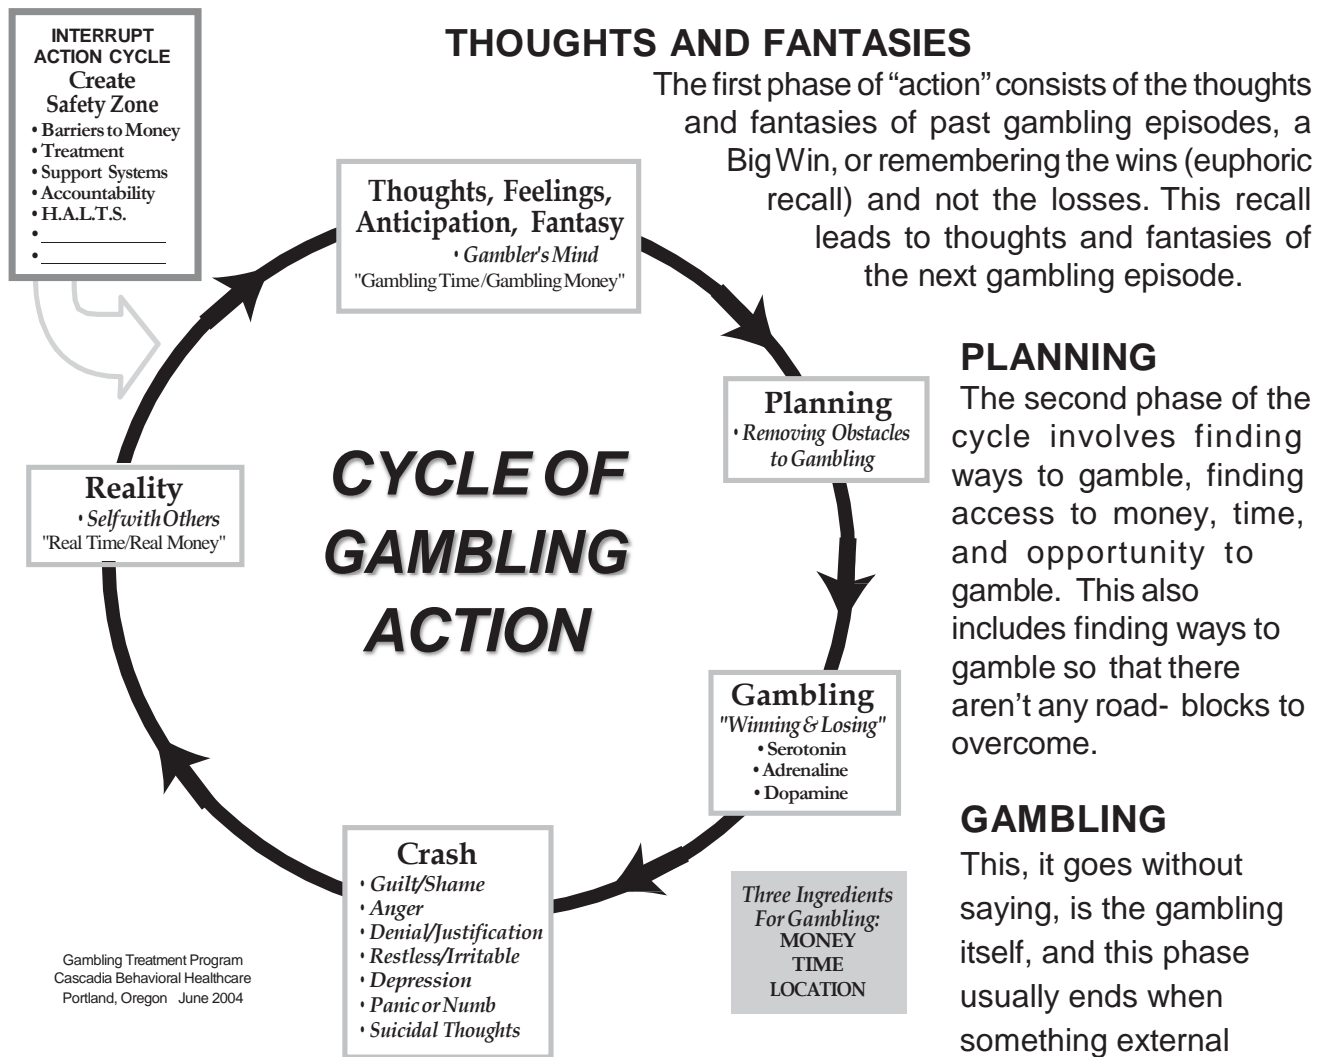 INTERRUPT
ACTION CYCLE
Create
Safety Zone
• Barriers to Money
• Treatment
• Support Systems
• Accountability
• H.A.L.T.S.
•
•
THOUGHTS AND FANTASIES
The first phase of “action” consists of the thoughts
and fantasies of past gambling episodes, a
Big Win, or remembering the wins (euphoric
recall) and not the losses. This recall
leads to thoughts and fantasies of
the next gambling episode.
Thoughts, Feelings,
Anticipation, Fantasy
• Gambler's Mind
"Gambling Time/Gambling Money"
PLANNING
The second phase of the
cycle involves finding
ways to gamble, finding
access to money, time,
and opportunity to
gamble. This also
includes finding ways to
gamble so that there
aren't any road- blocks to
overcome.
Planning
• Removing Obstacles
to Gambling
CYCLE OF
GAMBLING
ACTION
Reality
• Self with Others
"Real Time/Real Money"
Gambling
"Winning & Losing"
• Serotonin
• Adrenaline
• Dopamine
GAMBLING
This, it goes without
saying, is the gambling
itself, and this phase
usually ends when
something external
Crash
• Guilt/Shame
• Anger
• Denial/Justification
• Restless/Irritable
• Depression
• Panic or Numb
• Suicidal Thoughts
Three Ingredients
For Gambling:
MONEY
TIME
LOCATION
Gambling Treatment Program
Cascadia Behavioral Healthcare
Portland, Oregon June 2004